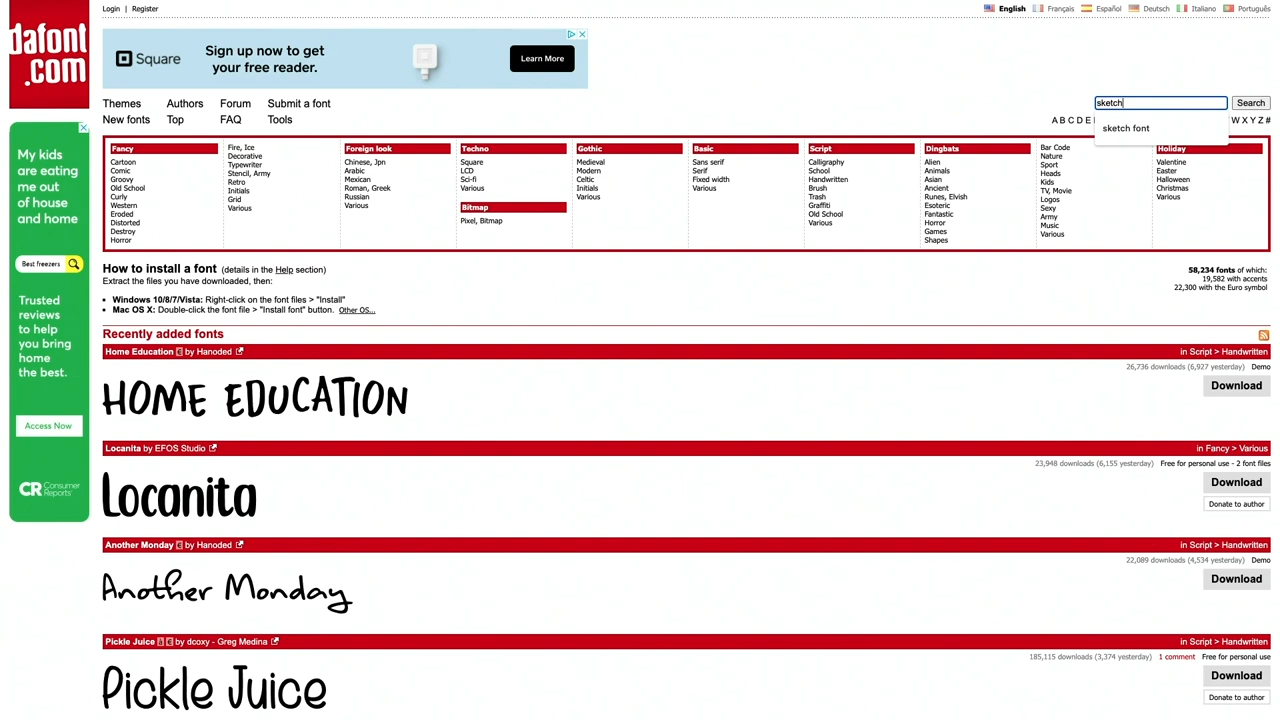 Login | Register
English Français Español Deutsch Italiano Português
dafont
.com
Square
Sign up now to get
your free reader.
Learn More
Themes Authors Forum Submit a font
New fonts Top FAQ Tools
sketch
Search
sketch font
A B C D E
W X Y Z #
My kids
are eating
me out
of house
and home
Best freezers
Trusted
reviews
to help
you bring
home
the best.
Access Now
CR Consumer
Reports
Fancy
Cartoon
Comic
Groovy
Old School
Curly
Western
Eroded
Distorted
Destroy
Horror
Fire, Ice
Decorative
Typewriter
Stencil, Army
Retro
Initials
Grid
Various
Foreign look
Chinese, Jpn
Arabic
Mexican
Roman, Greek
Russian
Various
Techno
Square
LCD
Sci-fi
Various
Bitmap
Pixel, Bitmap
Gothic
Medieval
Modern
Celtic
Initials
Various
Basic
Sans serif
Serif
Fixed width
Various
Script
Calligraphy
School
Handwritten
Brush
Trash
Graffiti
Old School
Various
Dingbats
Alien
Animals
Asian
Ancient
Runes, Elvish
Esoteric
Fantastic
Horror
Games
Shapes
Bar Code
Nature
Sport
Heads
Kids
TV, Movie
Logos
Sexy
Army
Music
Various
Holiday
Valentine
Easter
Halloween
Christmas
Various
How to install a font (details in the Help section)
Extract the files you have downloaded, then:
Windows 10/8/7/Vista: Right-click on the font files > "Install"
Mac OS X: Double-click the font file > "Install font" button. Other OS...
58,234 fonts of which:
19,582 with accents
22,300 with the Euro symbol
Recently added fonts
Home Education € by Hanoded in Script > Handwritten
26,736 downloads (6,927 yesterday) Demo
HOME EDUCATION
Download
Locanita by EFOS Studio in Fancy > Various
23,948 downloads (6,155 yesterday) Free for personal use - 2 font files
Locanita
Download
Donate to author
Another Monday € by Hanoded in Script > Handwritten
22,089 downloads (4,534 yesterday) Demo
Another Monday
Download
Pickle Juice à € by dcoxy - Greg Medina in Script > Handwritten
185,115 downloads (3,374 yesterday) 1 comment Free for personal use
Pickle Juice
Download
Donate to author